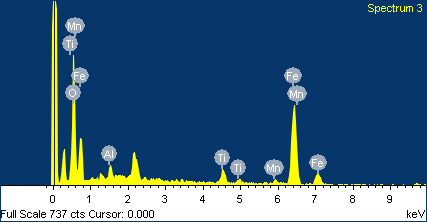 Spectrum 3
Mn
Ti
Fe
O
Al
Ti
Ti
Mn
Fe
Mn
Fe
0 1 2 3 4 5 6 7 8 9
Full Scale 737 cts Cursor: 0.000 keV